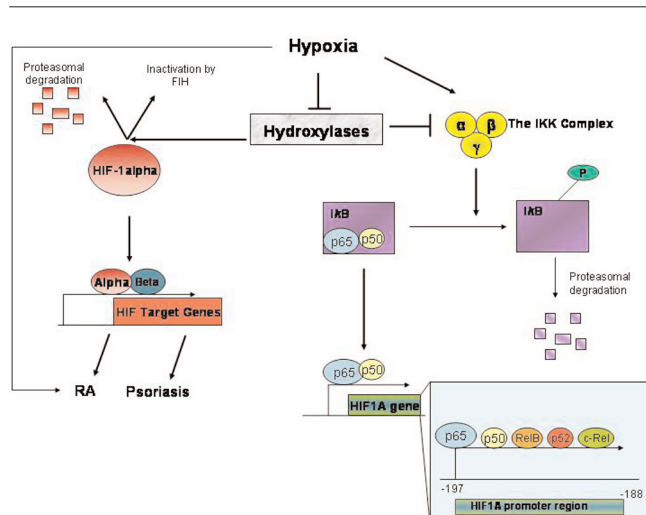 Hypoxia
Proteasomal
degradation
Inactivation by
FIH
Hydroxylases
α
β
γ
The IKK Complex
HIF-1alpha
P
IkB
p65
p50
IkB
Alpha
Beta
HIF Target Genes
Proteasomal
degradation
RA
Psoriasis
p65
p50
HIF1A gene
p65
p50
RelB
p52
c-Rel
-197
-188
HIF1A promoter region